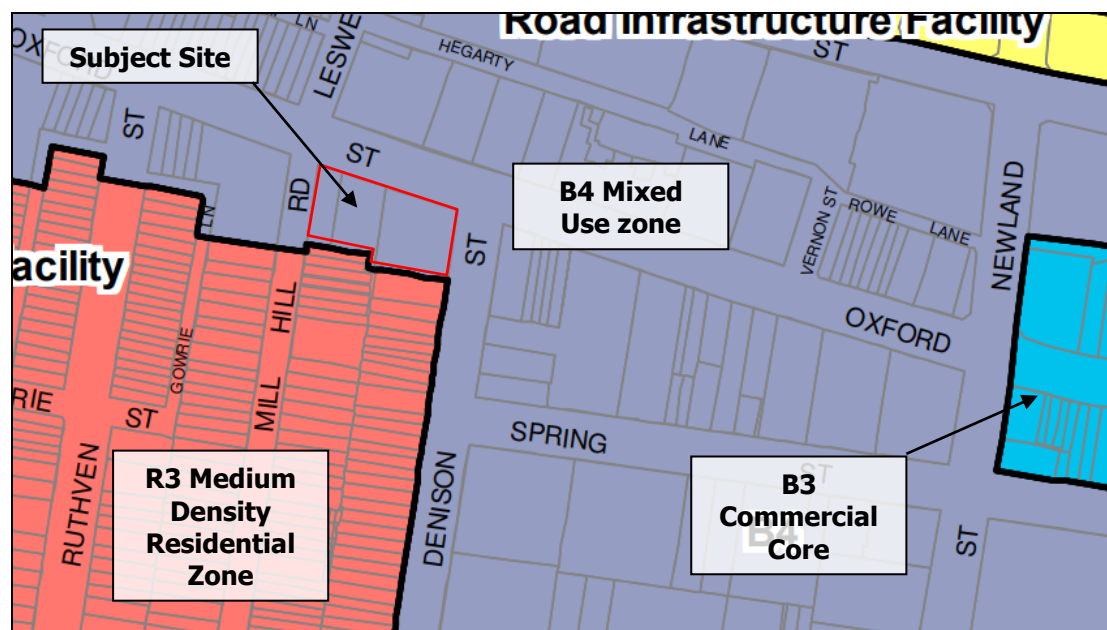 Road Infrastructure Facility
LN
OXFORD
Subject Site
LESWE
HEGARTY
ST
ST
ST
LANE
RD
B4 Mixed
Use zone
NEWLAND
VERNON ST
ROWE
LANE
LN
ST
acility
HILL
OXFORD
GOWRIE
RIE
ST
MILL
SPRING
ST
R3 Medium
Density
Residential
Zone
RUTHVEN
DENISON
B3
Commercial
Core
B4
ST